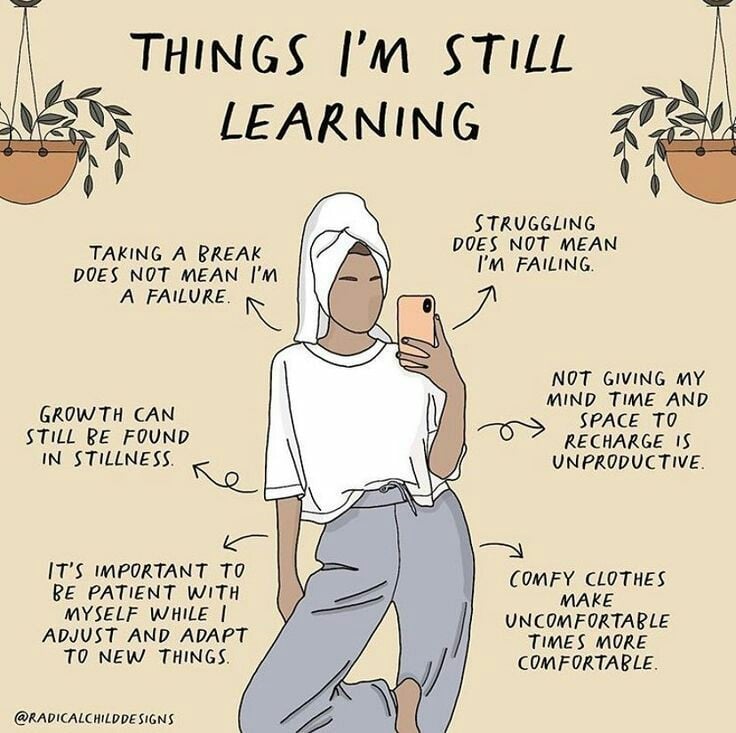 THINGS I'M STILL
LEARNING
TAKING A BREAK
DOES NOT MEAN I'M
A FAILURE.
STRUGGLING
DOES NOT MEAN
I'M FAILING.
GROWTH CAN
STILL BE FOUND
IN STILLNESS.
NOT GIVING MY
MIND TIME AND
SPACE TO
RECHARGE IS
UNPRODUCTIVE.
IT'S IMPORTANT TO
BE PATIENT WITH
MYSELF WHILE I
ADJUST AND ADAPT
TO NEW THINGS.
COMFY CLOTHES
MAKE
UNCOMFORTABLE
TIMES MORE
COMFORTABLE.
@RADICALCHILDDESIGNS